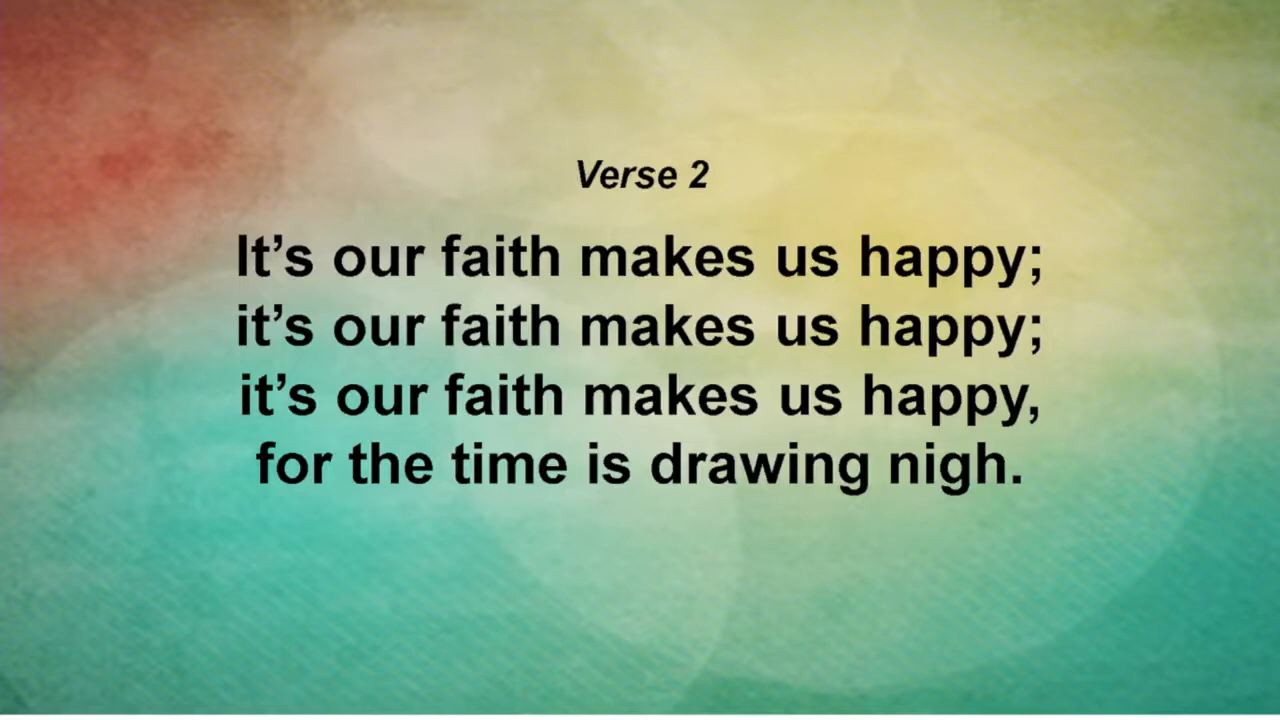 Verse 2
It’s our faith makes us happy;
it’s our faith makes us happy;
it’s our faith makes us happy,
for the time is drawing nigh.